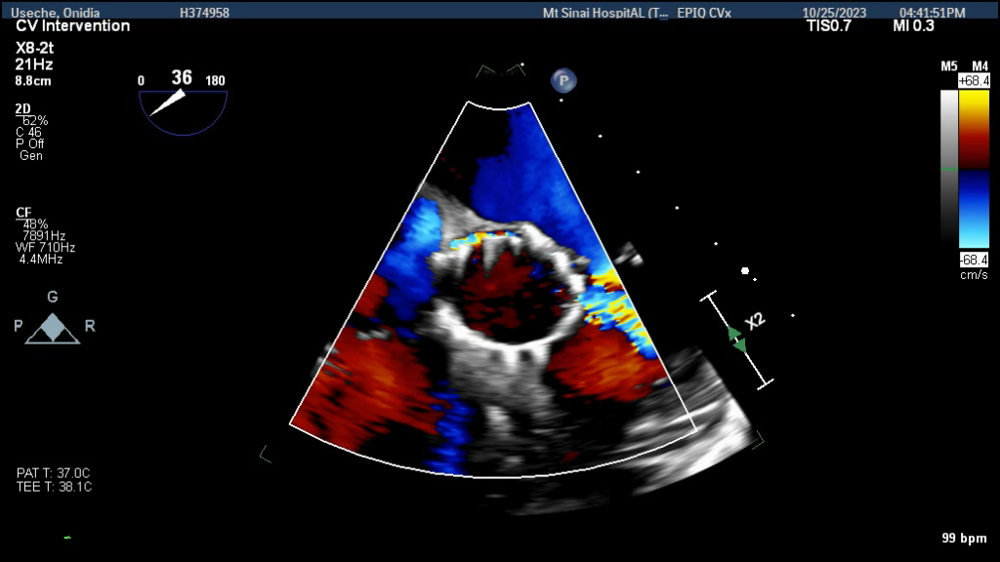 Useche, Onidia H374958 Mt Sinai HospitAL (T... EPIQ CVx 10/25/2023 04:41:51PM
CV Intervention TIS0.7 MI 0.3
X8-2t
21Hz
8.8cm
0 36 180
P
M5 M4
+68.4
2D
62%
C 46
P Off
Gen
CF
48%
7891Hz
WF 710Hz
4.4MHz
-68.4
cm/s
G
P R
X2
PAT T: 37.0C
TEE T: 38.1C
99 bpm